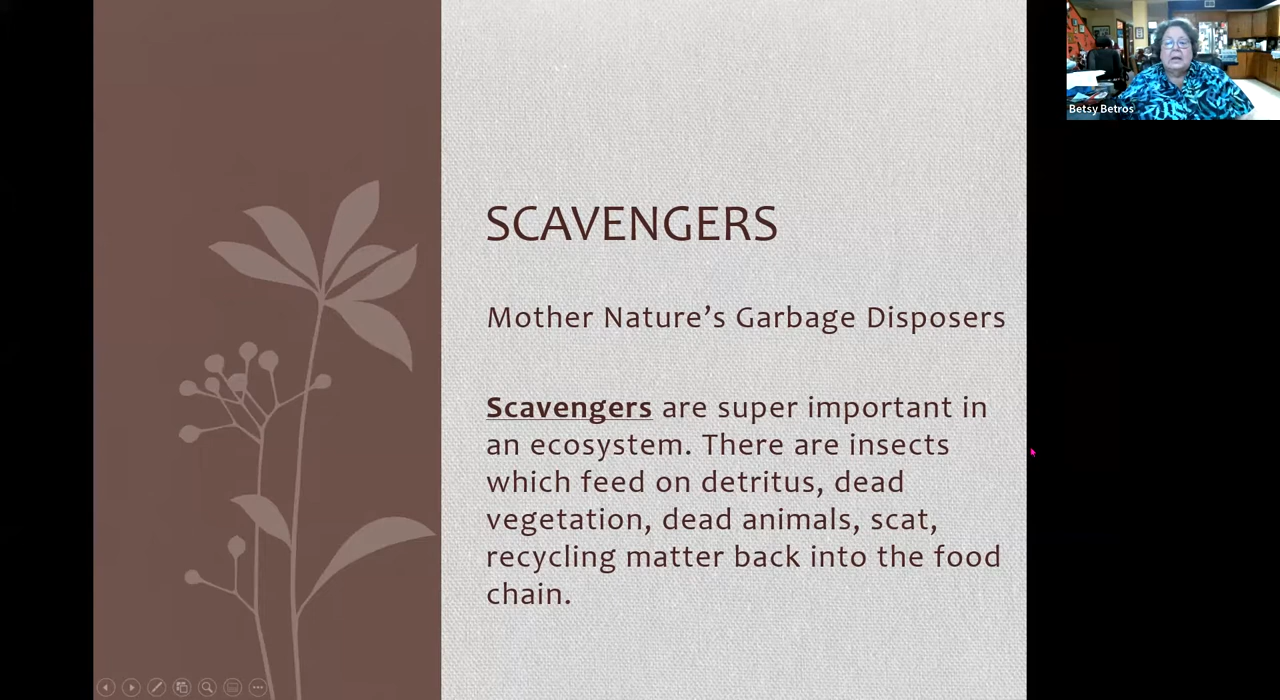 Betsy Betros
SCAVENGERS
Mother Nature’s Garbage Disposers
Scavengers are super important in
an ecosystem. There are insects
which feed on detritus, dead
vegetation, dead animals, scat,
recycling matter back into the food
chain.